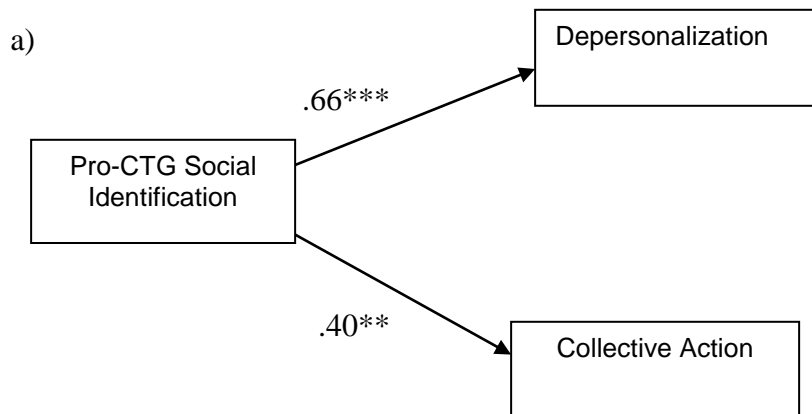 a)
Depersonalization
.66***
Pro-CTG Social
Identification
.40**
Collective Action